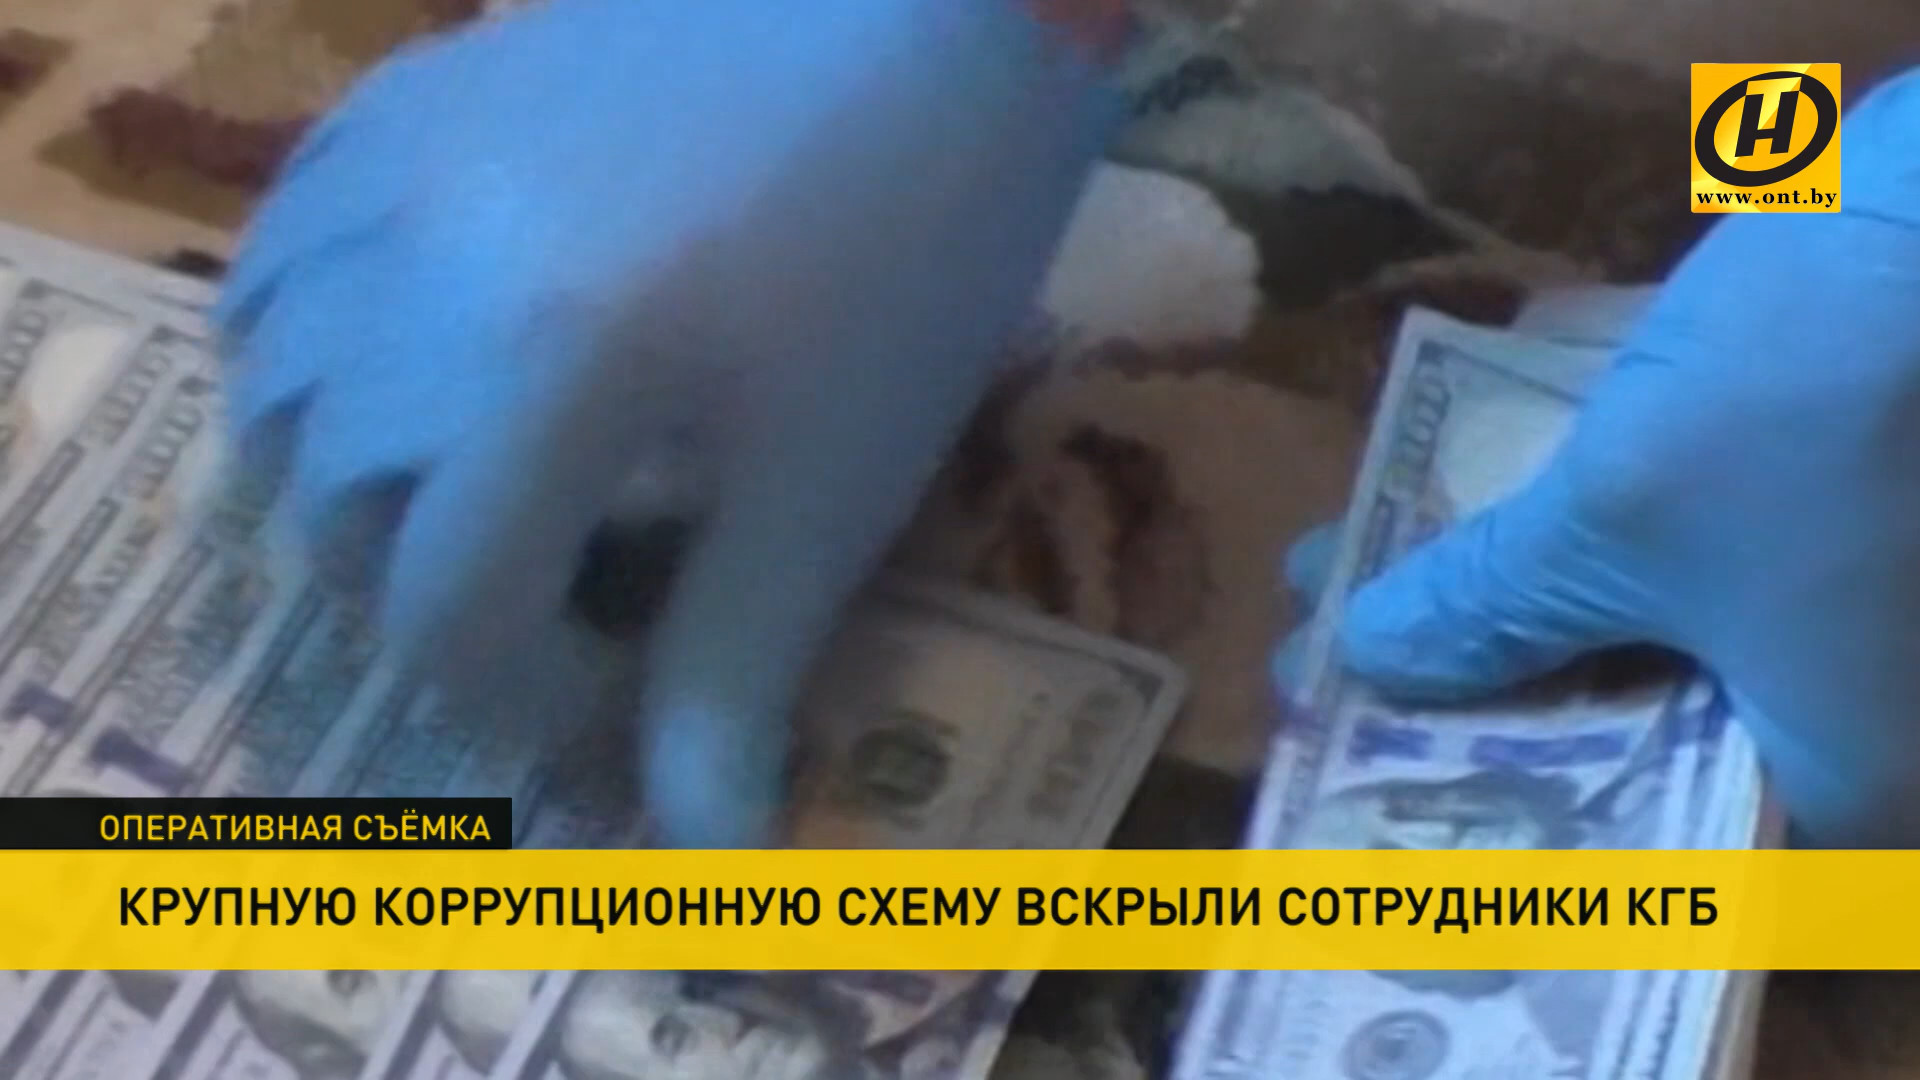 Н
www.ont.by
ОПЕРАТИВНАЯ СЪЁМКА
КРУПНУЮ КОРРУПЦИОННУЮ СХЕМУ ВСКРЫЛИ СОТРУДНИКИ КГБ